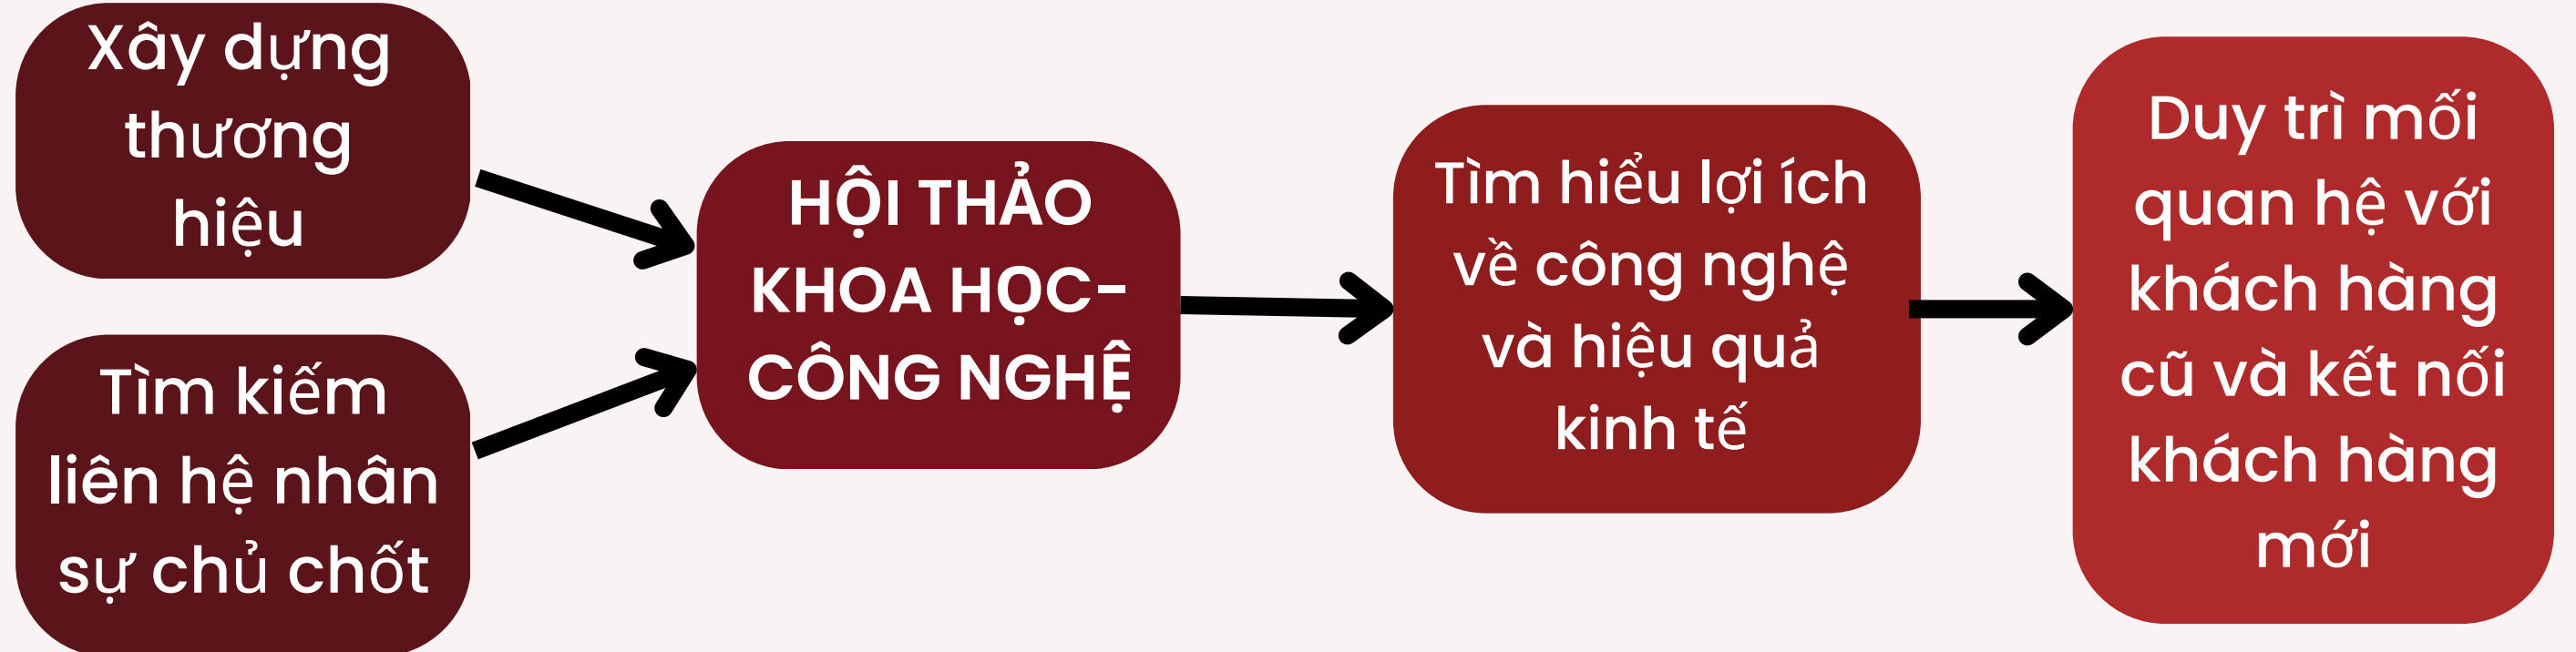 Xây dựng
thương
hiệu
Tìm kiếm
liên hệ nhân
sự chủ chốt
HỘI THẢO
KHOA HỌC-
CÔNG NGHỆ
Tìm hiểu lợi ích
về công nghệ
và hiệu quả
kinh tế
Duy trì mối
quan hệ với
khách hàng
cũ và kết nối
khách hàng
mới